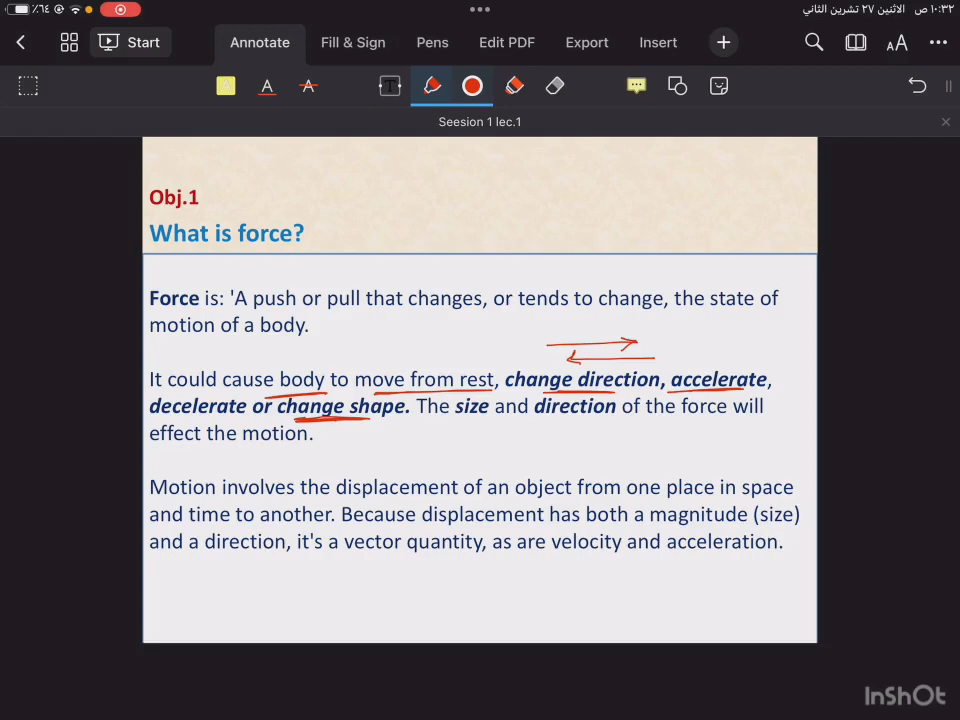 ٪٦٤
١٠:٣٢ ص الاثنين ٢٧ تشرين الثاني
Start
Annotate
Fill & Sign
Pens
Edit PDF
Export
Insert
AA
A
A
A
T
Seesion 1 lec.1
Obj.1
What is force?
Force is: 'A push or pull that changes, or tends to change, the state of
motion of a body.
It could cause body to move from rest, change direction, accelerate,
decelerate or change shape. The size and direction of the force will
effect the motion.
Motion involves the displacement of an object from one place in space
and time to another. Because displacement has both a magnitude (size)
and a direction, it's a vector quantity, as are velocity and acceleration.
InShOt